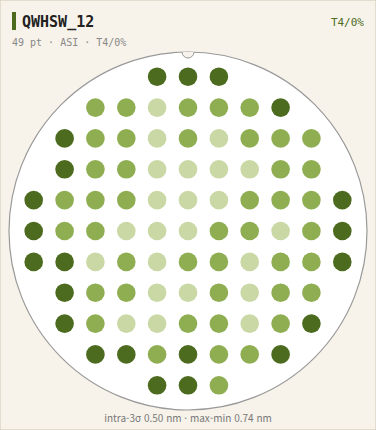 QWHSW_12
T4/0%
49 pt · ASI · T4/0%
intra-3σ 0.50 nm · max-min 0.74 nm